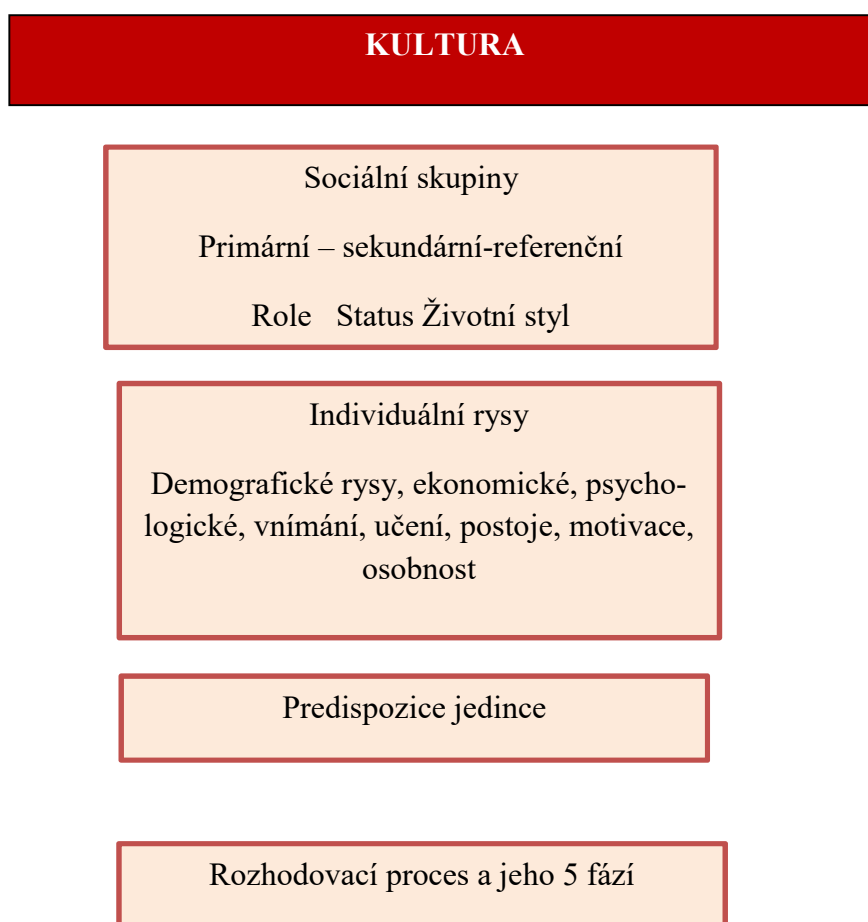 KULTURA
Sociální skupiny
Primární – sekundární-referenční
Role Status Životní styl
Individuální rysy
Demografické rysy, ekonomické, psycho-
logické, vnímání, učení, postoje, motivace,
osobnost
Predispozice jedince
Rozhodovací proces a jeho 5 fází